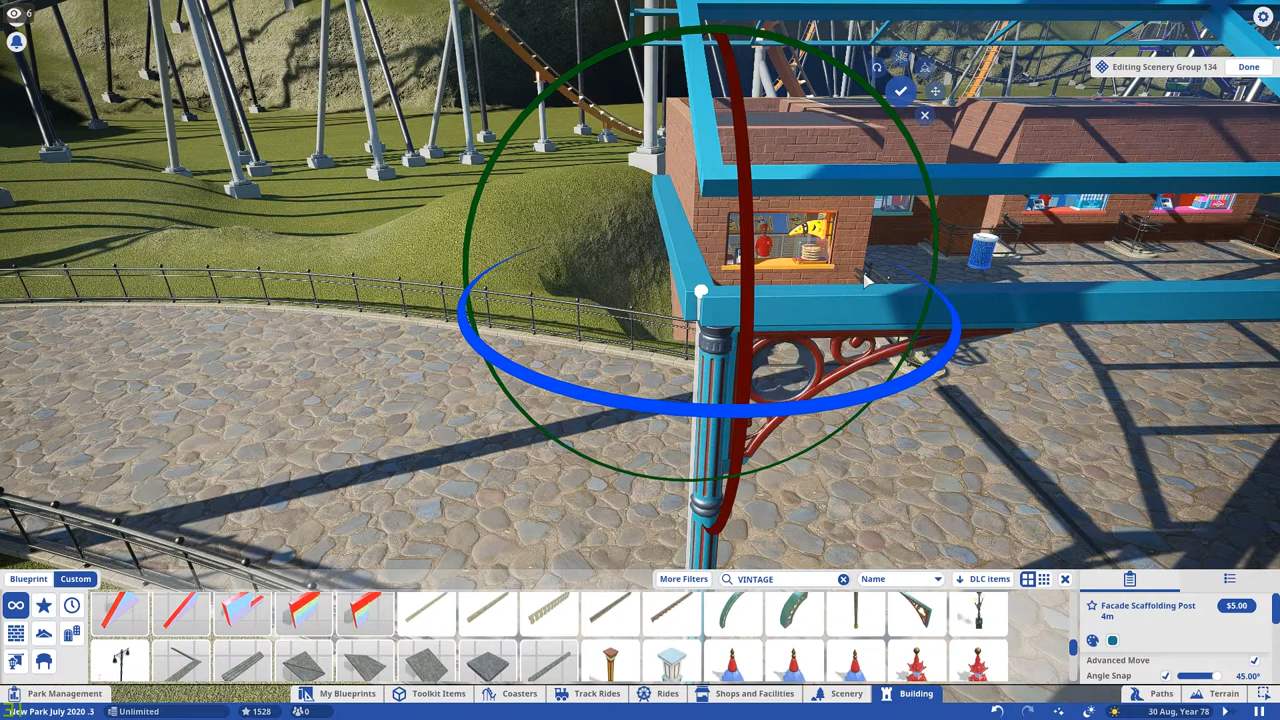 6
Editing Scenery Group 134 Done
Blueprint Custom More Filters VINTAGE Name DLC items
Facade Scaffolding Post 4m $5.00
Advanced Move
Angle Snap 45.00°
Park Management My Blueprints Toolkit Items Coasters Track Rides Rides Shops and Facilities Scenery Building Paths Terrain
New Park July 2020 .3 Unlimited 1528 0 30 Aug, Year 78